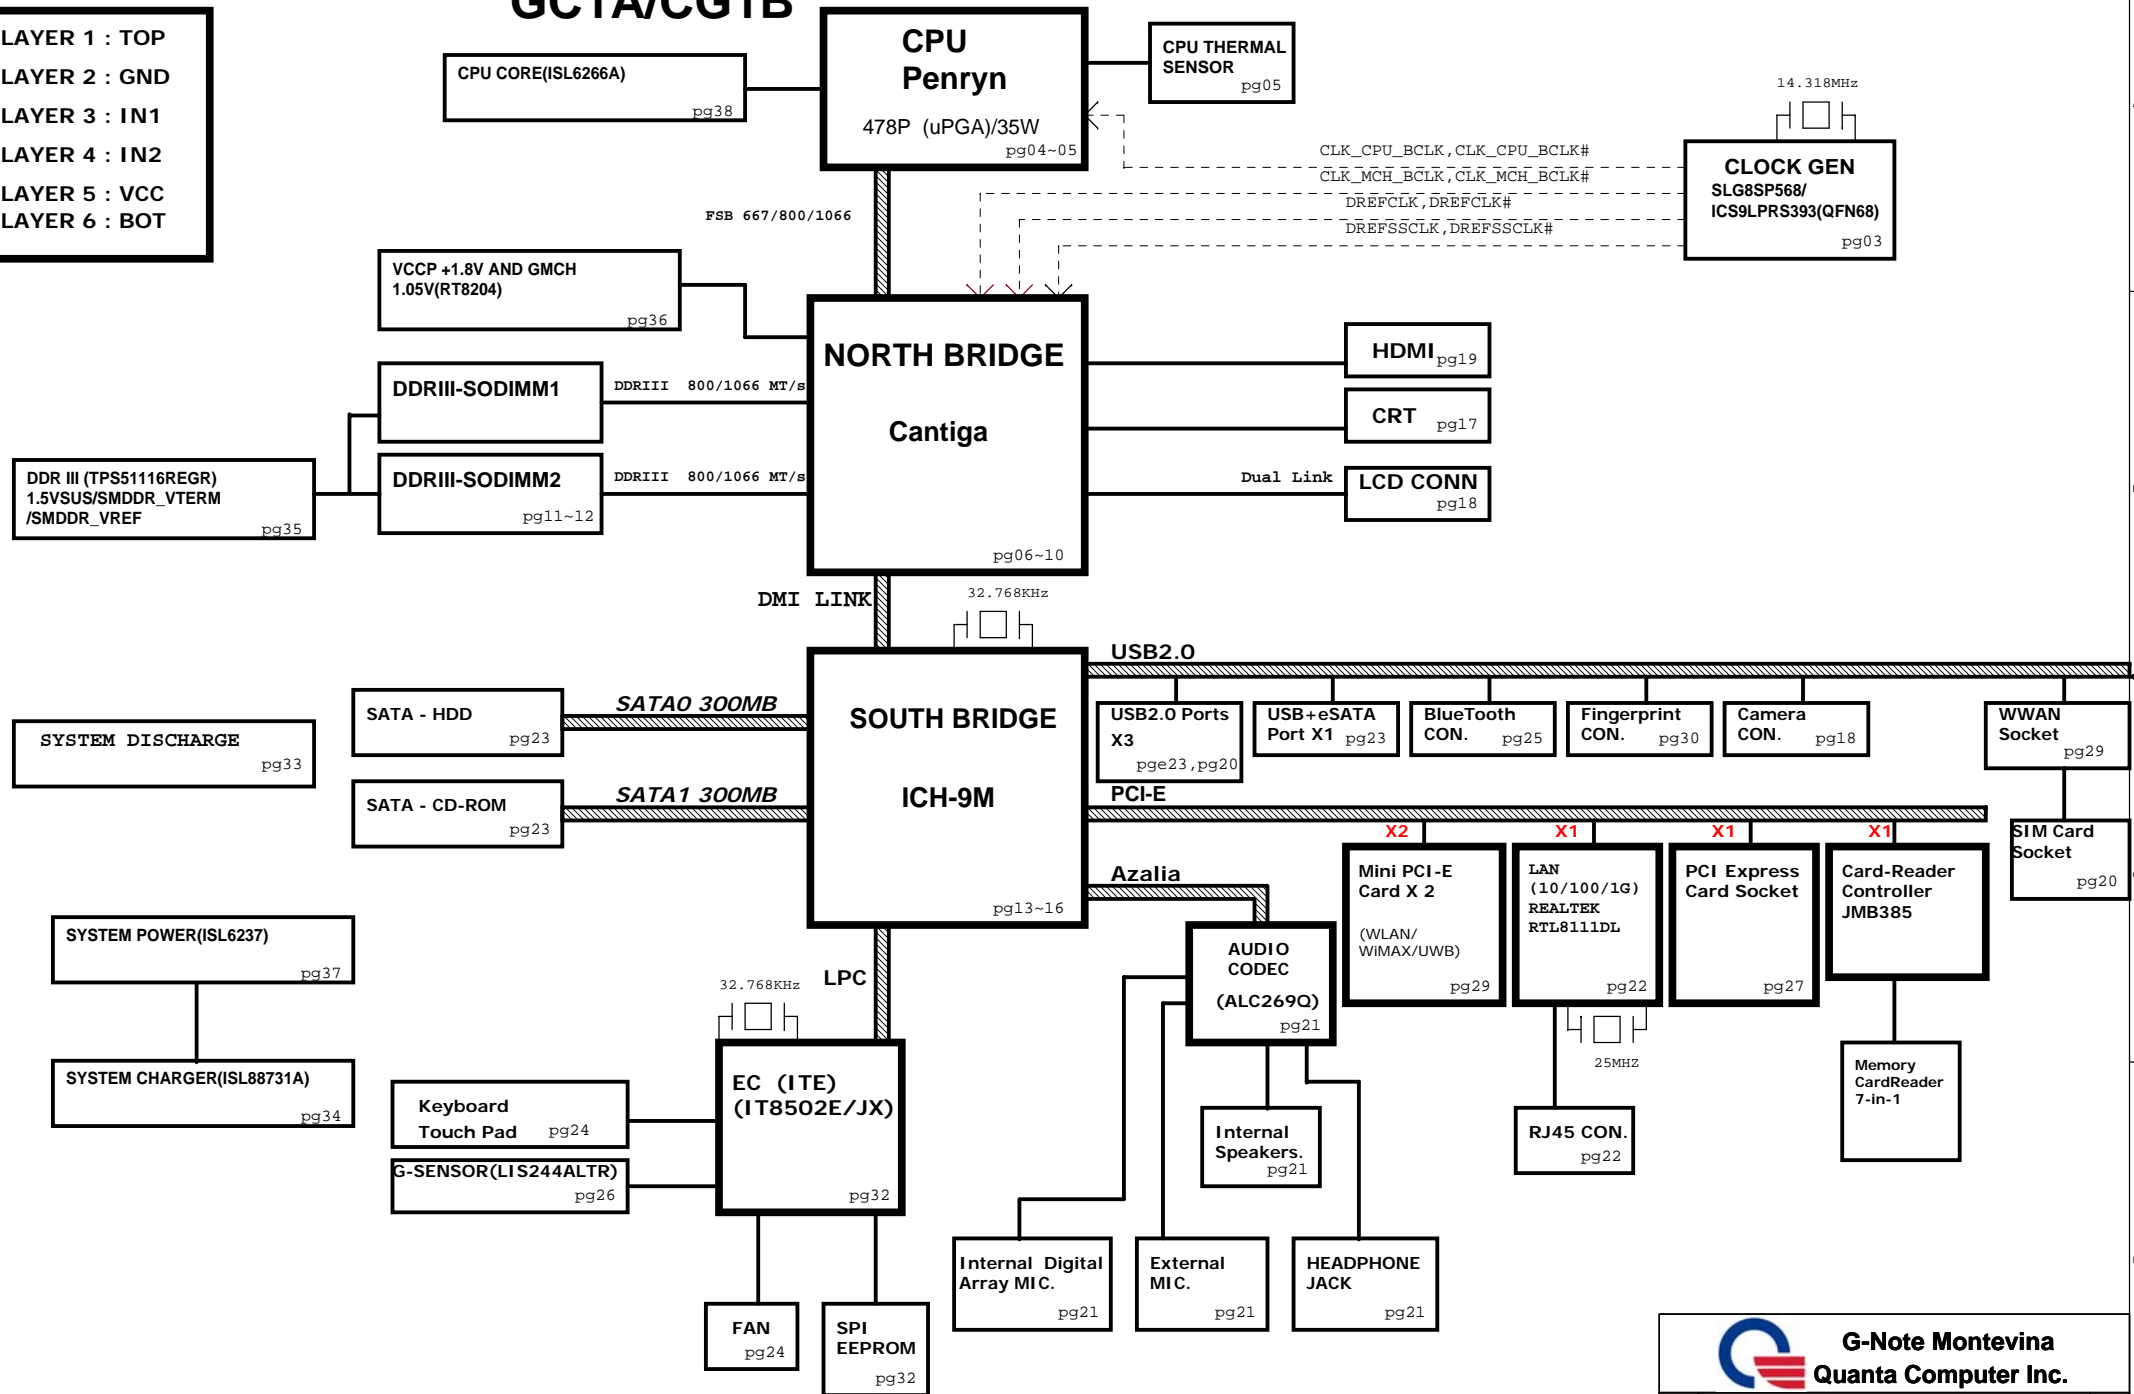 GC1A/CG1B
LAYER 1 : TOP
LAYER 2 : GND
LAYER 3 : IN1
LAYER 4 : IN2
LAYER 5 : VCC
LAYER 6 : BOT
CPU CORE(ISL6266A)
pg38
CPU
Penryn
478P (uPGA)/35W
pg04~05
CPU THERMAL
SENSOR
pg05
14.318MHz
CLOCK GEN
SLG8SP568/
ICS9LPRS393(QFN68)
pg03
CLK_CPU_BCLK,CLK_CPU_BCLK#
CLK_MCH_BCLK,CLK_MCH_BCLK#
DREFCLK,DREFCLK#
DREFSSCLK,DREFSSCLK#
FSB 667/800/1066
VCCP +1.8V AND GMCH
1.05V(RT8204)
pg36
NORTH BRIDGE
Cantiga
pg06~10
DDRIII-SODIMM1
DDRIII 800/1066 MT/s
DDRIII-SODIMM2
pg11~12
DDRIII 800/1066 MT/s
DDR III (TPS51116REGR)
1.5VSUS/SMDDR_VTERM
/SMDDR_VREF
pg35
HDMI
pg19
CRT
pg17
Dual Link
LCD CONN
pg18
DMI LINK
32.768KHz
SOUTH BRIDGE
ICH-9M
pg13~16
SATA - HDD
pg23
SATA0 300MB
SATA - CD-ROM
pg23
SATA1 300MB
SYSTEM DISCHARGE
pg33
USB2.0
USB2.0 Ports
X3
pge23,pg20
USB+eSATA
Port X1 pg23
BlueTooth
CON. pg25
Fingerprint
CON. pg30
Camera
CON. pg18
WWAN
Socket
pg29
SIM Card
Socket
pg20
PCI-E
X2
X1
X1
X1
Mini PCI-E
Card X 2
(WLAN/
WiMAX/UWB)
pg29
LAN
(10/100/1G)
REALTEK
RTL8111DL
pg22
25MHZ
RJ45 CON.
pg22
PCI Express
Card Socket
pg27
Card-Reader
Controller
JMB385
Memory
CardReader
7-in-1
Azalia
AUDIO
CODEC
(ALC269Q)
pg21
Internal
Speakers.
pg21
Internal Digital
Array MIC.
pg21
External
MIC.
pg21
HEADPHONE
JACK
pg21
SYSTEM POWER(ISL6237)
pg37
SYSTEM CHARGER(ISL88731A)
pg34
LPC
32.768KHz
EC (ITE)
(IT8502E/JX)
pg32
Keyboard
Touch Pad pg24
G-SENSOR(LIS244ALTR)
pg26
FAN
pg24
SPI
EEPROM
pg32
G-Note Montevina
Quanta Computer Inc.